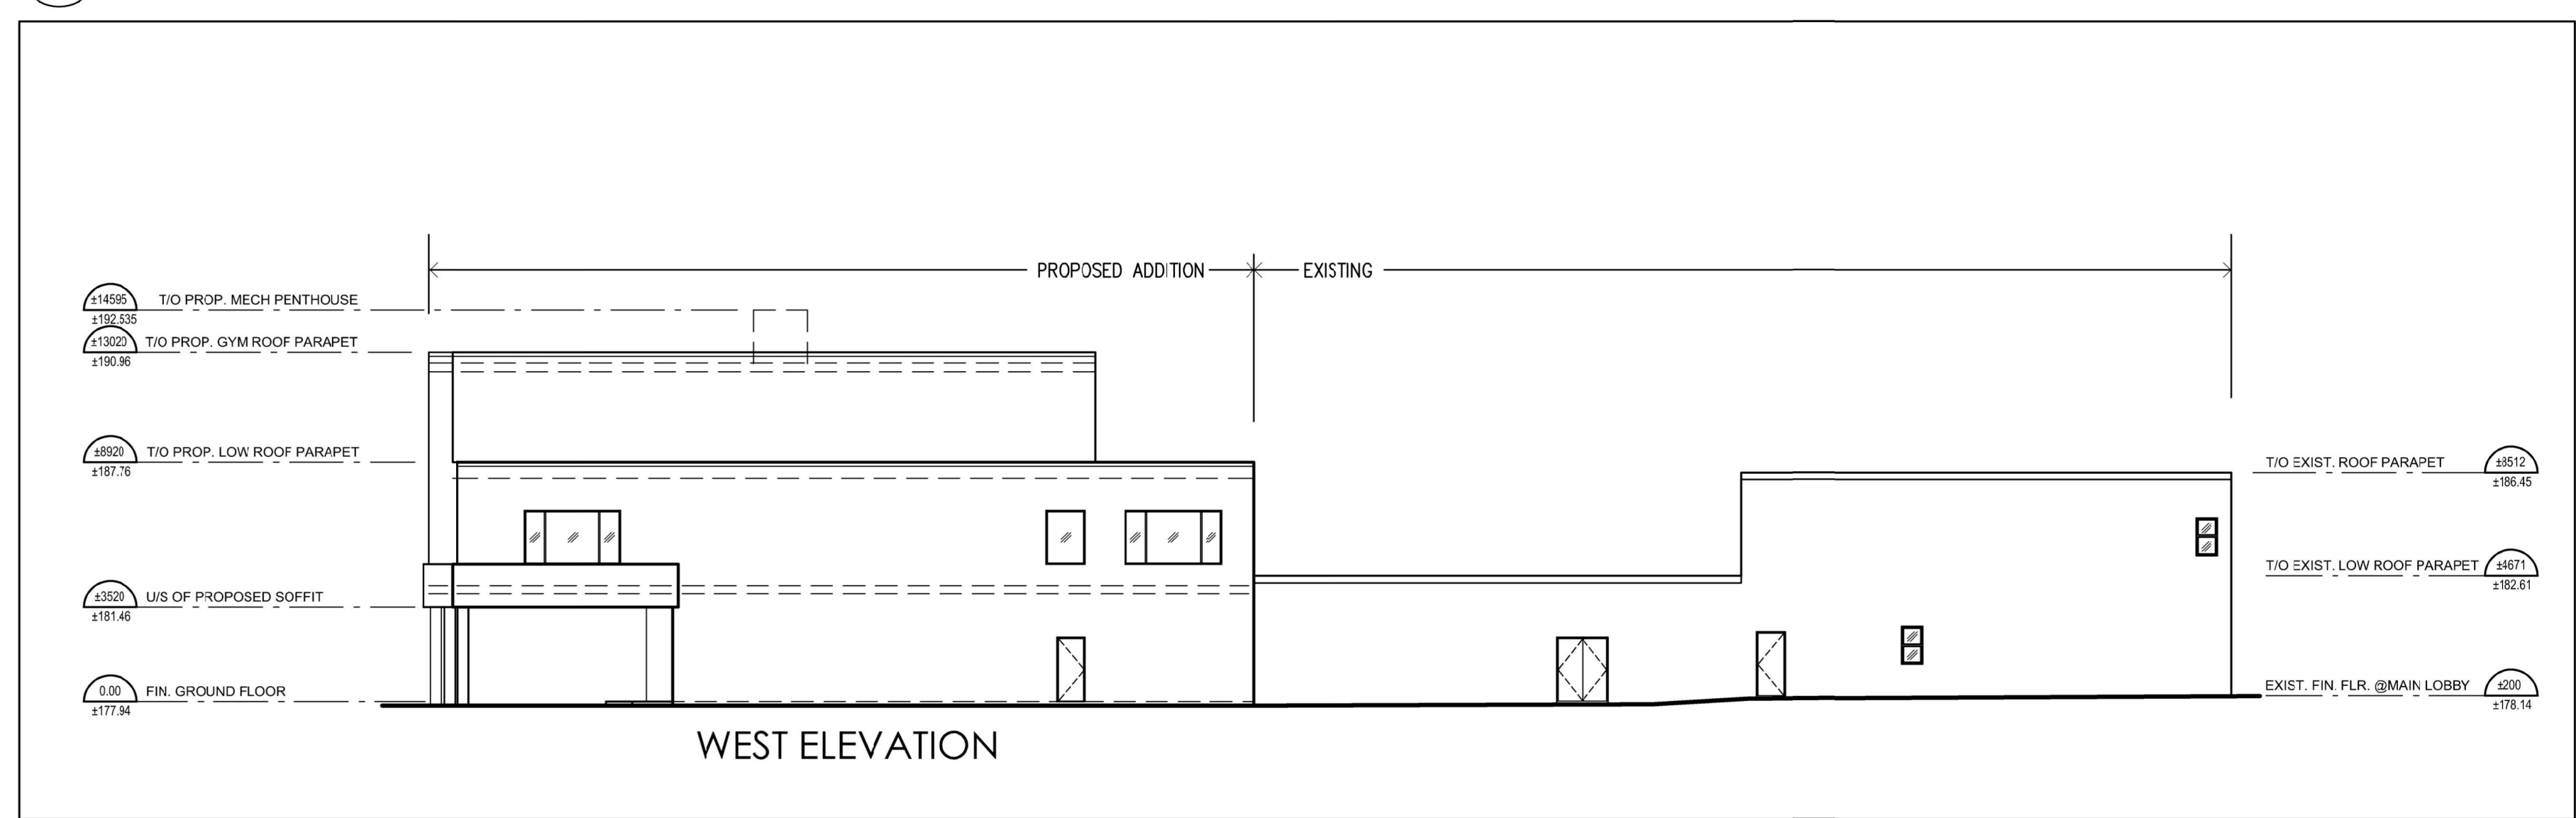 PROPOSED ADDITION
EXISTING
±14595
T/O PROP. MECH PENTHOUSE
±192.535
±13020
T/O PROP. GYM ROOF PARAPET
±190.96
±8920
T/O PROP. LOW ROOF PARAPET
±187.76
T/O EXIST. ROOF PARAPET
±8512
±186.45
T/O EXIST. LOW ROOF PARAPET
±4671
±182.61
±3520
U/S OF PROPOSED SOFFIT
±181.46
0.00
FIN. GROUND FLOOR
±177.94
EXIST. FIN. FLR. @MAIN LOBBY
±200
±178.14
WEST ELEVATION